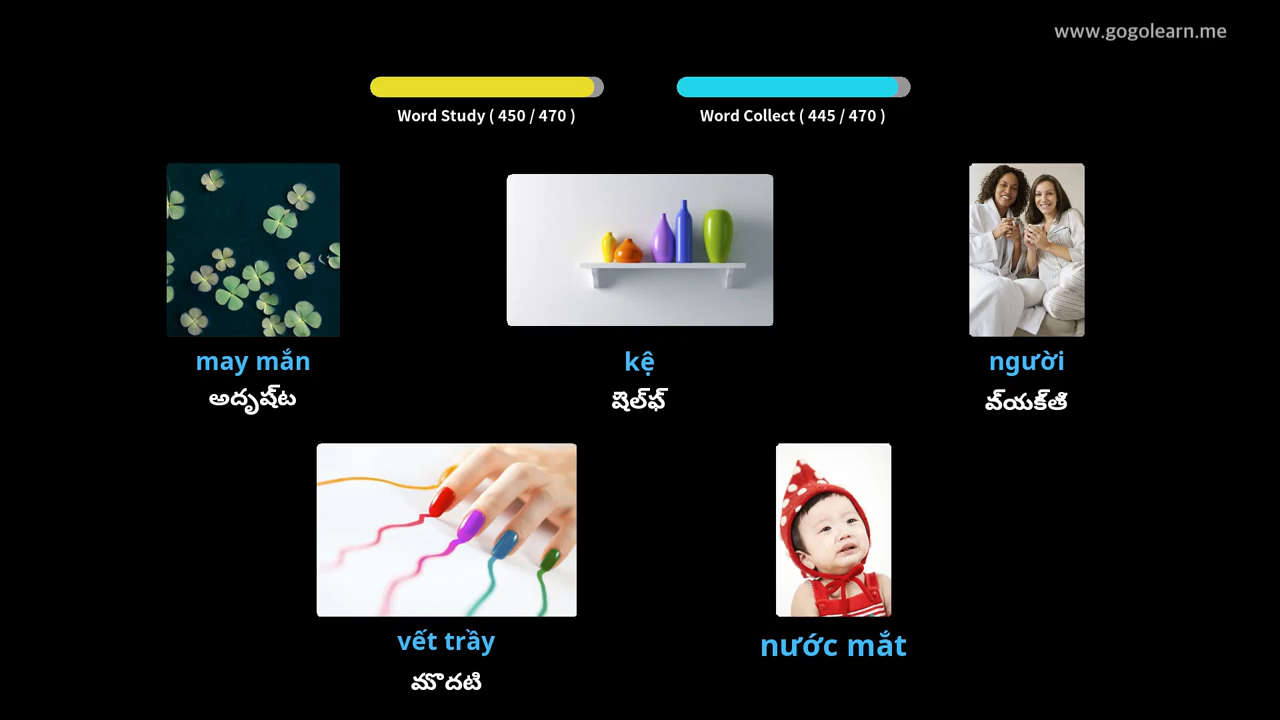 www.gogolearn.me
Word Study ( 450 / 470 )
Word Collect ( 445 / 470 )
may mắn
kệ
người
అదృష్ట
షెల్ఫ్
వ్యక్తి
vết trầy
nước mắt
మొదటి